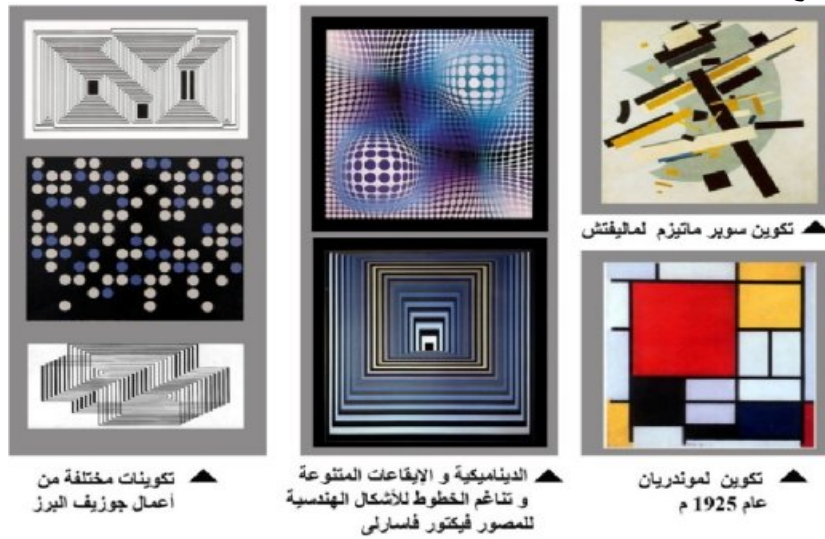 تكوين سوبر ماتيزم لماليفتش
تكوين لموندريان
عام 1925 م
الديناميكية و الإيقاعات المتنوعة
و تناغم الخطوط للأشكال الهندسية
للمصور فيكتور فاسارلى
تكوينات مختلفة من
أعمال جوزيف البرز